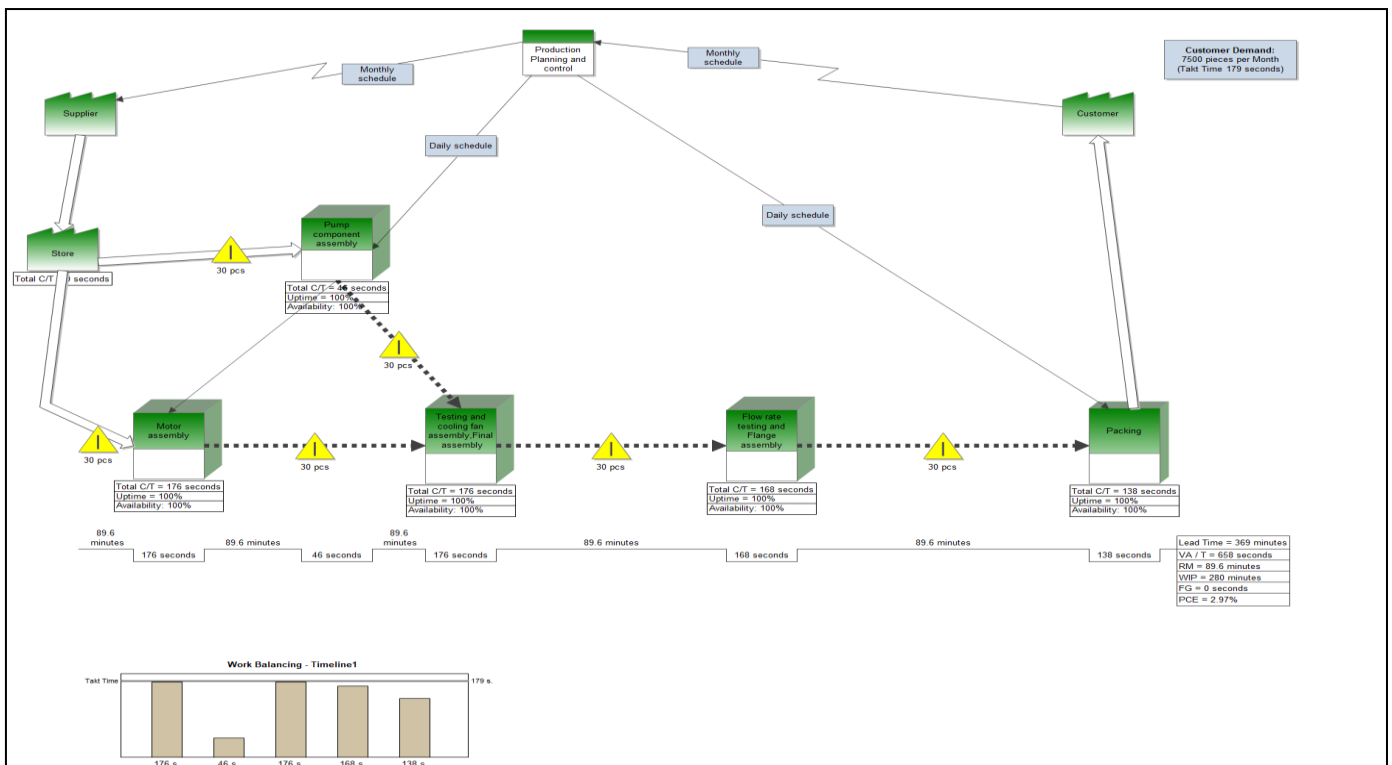 Production
Planning and
control
Monthly
schedule
Monthly
schedule
Customer Demand:
7500 pieces per Month
(Takt Time 179 seconds)
Supplier
Customer
Daily schedule
Daily schedule
Pump
component
assembly
Store
30 pcs
Total C/T = 46 seconds
Uptime = 100%
Availability: 100%
30 pcs
Motor
assembly
Testing and
cooling fan
assembly,Final
assembly
Flow rate
testing and
Flange
assembly
Packing
30 pcs
30 pcs
30 pcs
30 pcs
Total C/T = 176 seconds
Uptime = 100%
Availability: 100%
Total C/T = 176 seconds
Uptime = 100%
Availability: 100%
Total C/T = 168 seconds
Uptime = 100%
Availability: 100%
Total C/T = 138 seconds
Uptime = 100%
Availability: 100%
89.6
minutes
176 seconds
89.6 minutes
46 seconds
89.6
minutes
176 seconds
89.6 minutes
168 seconds
89.6 minutes
138 seconds
Lead Time = 369 minutes
VA / T = 658 seconds
RM = 89.6 minutes
WIP = 280 minutes
FG = 0 seconds
PCE = 2.97%
Work Balancing - Timeline1
Takt Time
179 s.
176 s
46 s
176 s
168 s
138 s
Total C/T seconds